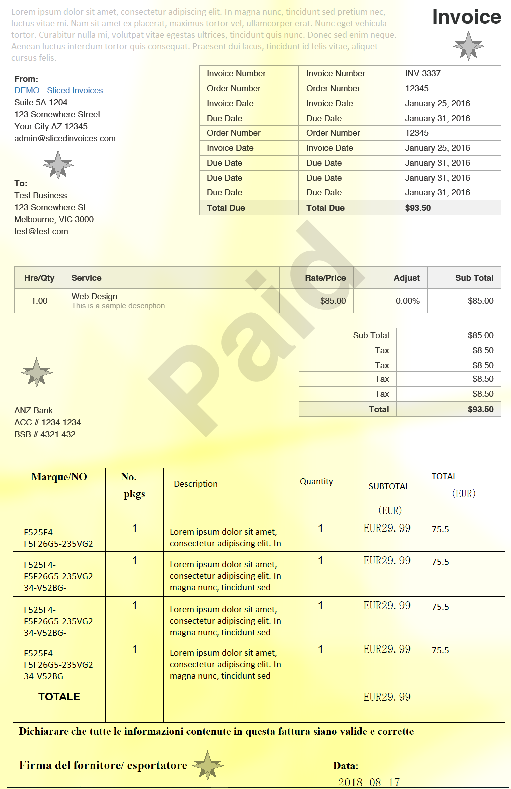 Lorem ipsum dolor sit amet, consectetur adipiscing elit. In magna nunc, tincidunt sed pretium nec,
luctus vitae mi. Nam sit amet ex placerat, maximus tortor vel, ullamcorper erat. Nunc eget vehicula
tortor. Curabitur nulla mi, volutpat vitae egestas ultrices, tincidunt quis nunc. Donec sed enim neque.
Aenean luctus interdum tortor quis consequat. Praesent dui lacus, tincidunt id felis vitae, aliquet
cursus felis.
Invoice
From:
DEMO - Sliced Invoices
Suite 5A-1204
123 Somewhere Street
Your City AZ 12345
admin@slicedinvoices.com
To:
Test Business
123 Somewhere St
Melbourne, VIC 3000
test@test.com
Invoice Number Invoice Number INV-3337
Order Number Order Number 12345
Invoice Date Invoice Date January 25, 2016
Due Date Due Date January 31, 2016
Order Number Order Number 12345
Invoice Date Invoice Date January 25, 2016
Due Date Due Date January 31, 2016
Due Date Due Date January 31, 2016
Due Date Due Date January 31, 2016
Total Due Total Due $93.50
Paid
Hrs/Qty Service Rate/Price Adjust Sub Total
1.00 Web Design $85.00 0.00% $85.00
This is a sample description
Sub Total $85.00
Tax $8.50
Tax $8.50
Tax $8.50
Tax $8.50
Total $93.50
ANZ Bank
ACC # 1234 1234
BSB # 4321 432
Marque/NO No. pkgs Description Quantity SUBTOTAL (EUR) TOTAL (EUR)
F525F4- 1 Lorem ipsum dolor sit amet, 1 EUR29.99 75.5
F5F26G5-235VG2 consectetur adipiscing elit. In
F525F4- 1 Lorem ipsum dolor sit amet, 1 EUR29.99 75.5
F5F26G5-235VG2 consectetur adipiscing elit. In
34-V52BG- magna nunc, tincidunt sed
F525F4- 1 Lorem ipsum dolor sit amet, 1 EUR29.99 75.5
F5F26G5-235VG2 consectetur adipiscing elit. In
34-V52BG- magna nunc, tincidunt sed
F525F4- 1 Lorem ipsum dolor sit amet, 1 EUR29.99 75.5
F5F26G5-235VG2 consectetur adipiscing elit. In
34-V52BG- magna nunc, tincidunt sed
TOTALE EUR29.99
Dichiarare che tutte le informazioni contenute in questa fattura siano valide e corrette
Firma del fornitore/ esportatore Data:
2018-08-17